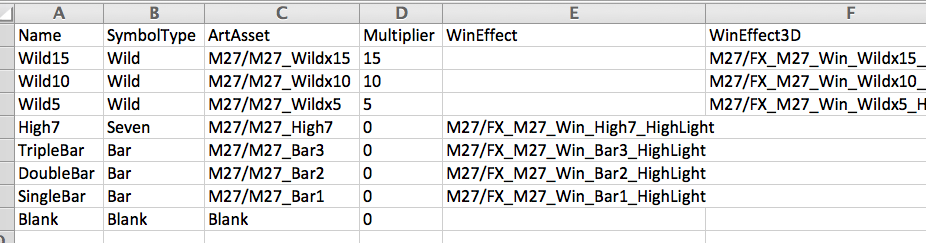 A B C D E F
Name SymbolType ArtAsset Multiplier WinEffect WinEffect3D
Wild15 Wild M27/M27_Wildx15 15 M27/FX_M27_Win_Wildx15_
Wild10 Wild M27/M27_Wildx10 10 M27/FX_M27_Win_Wildx10_
Wild5 Wild M27/M27_Wildx5 5 M27/FX_M27_Win_Wildx5_H
High7 Seven M27/M27_High7 0 M27/FX_M27_Win_High7_HighLight
TripleBar Bar M27/M27_Bar3 0 M27/FX_M27_Win_Bar3_HighLight
DoubleBar Bar M27/M27_Bar2 0 M27/FX_M27_Win_Bar2_HighLight
SingleBar Bar M27/M27_Bar1 0 M27/FX_M27_Win_Bar1_HighLight
Blank Blank Blank 0